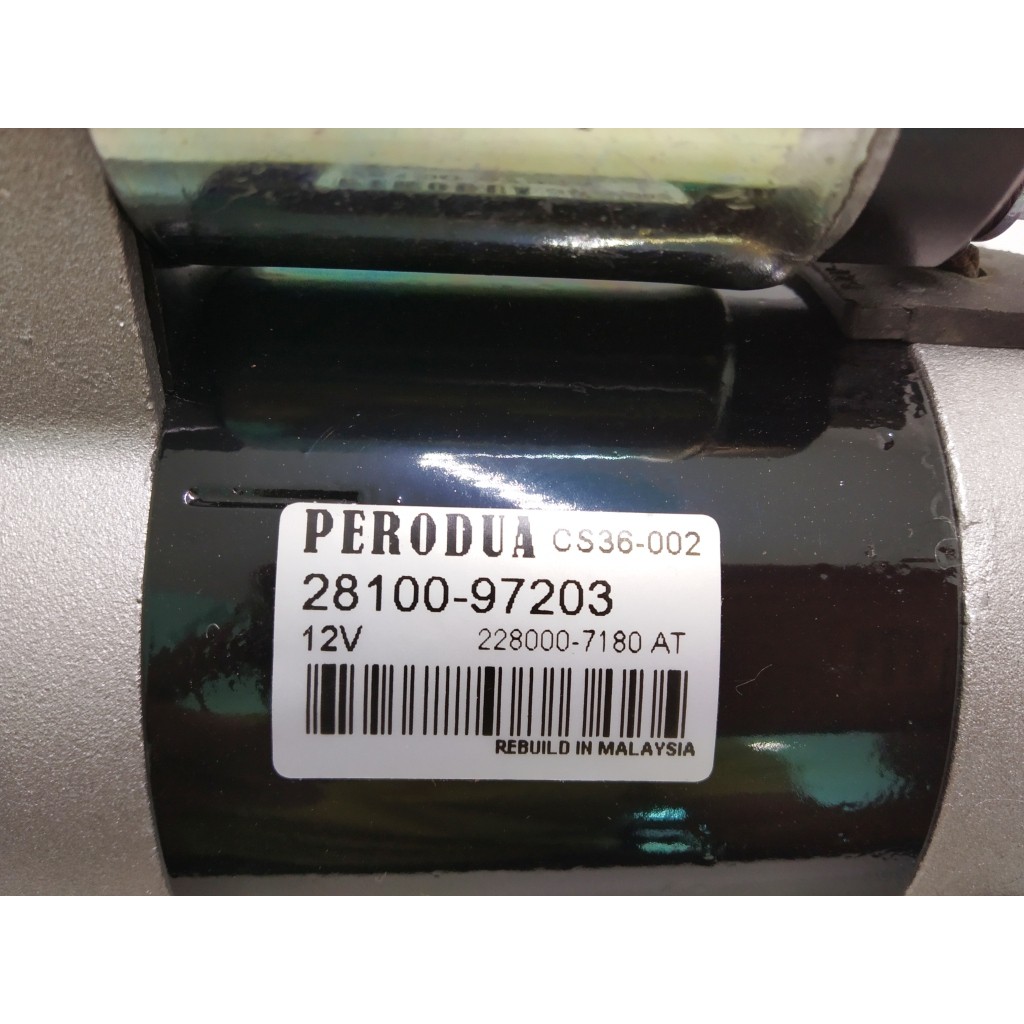 PERODUA CS36-002
28100-97203
12V 228000-7180 AT
REBUILD IN MALAYSIA